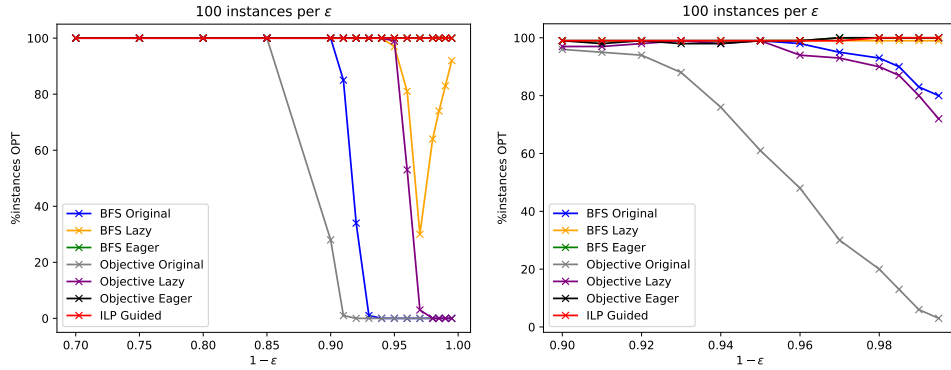 100 instances per ε
%instances OPT
100
80
60
40
20
0
BFS Original
BFS Lazy
BFS Eager
Objective Original
Objective Lazy
Objective Eager
ILP Guided
0.70 0.75 0.80 0.85 0.90 0.95 1.00
1 − ε
100 instances per ε
%instances OPT
100
80
60
40
20
0
BFS Original
BFS Lazy
BFS Eager
Objective Original
Objective Lazy
Objective Eager
ILP Guided
0.90 0.92 0.94 0.96 0.98
1 − ε